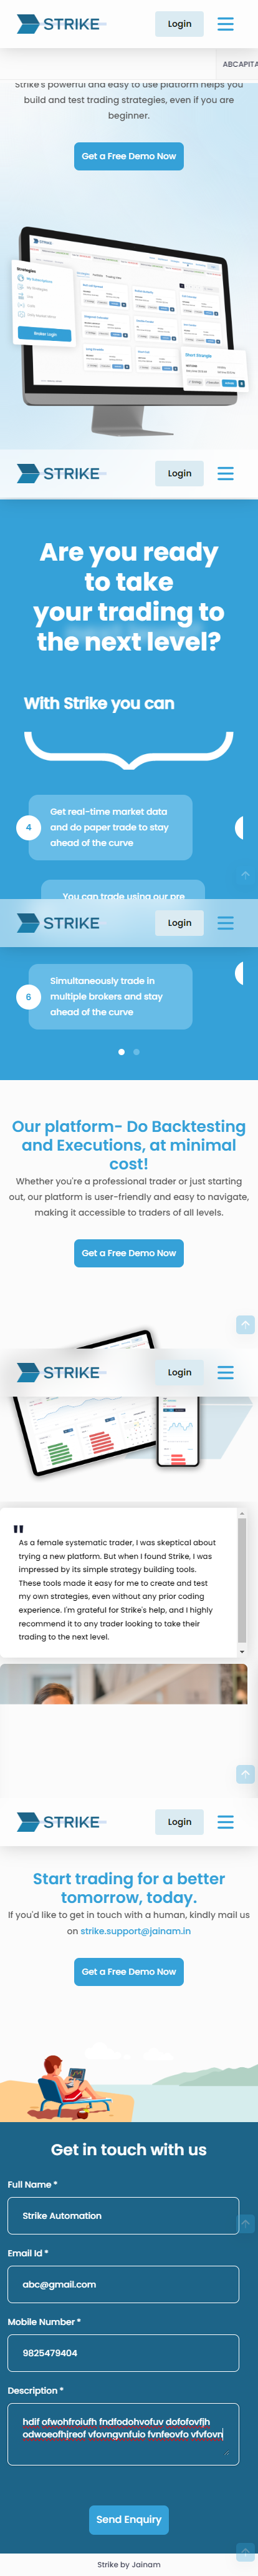 STRIKE
Login
ABCAPITA
Strike's powerful and easy to use platform helps you
build and test trading strategies, even if you are
beginner.
Get a Free Demo Now
Strategies
Broker Login
Short Strangle
STRIKE
Login
Are you ready
to take
your trading to
the next level?
With Strike you can
4
Get real-time market data
and do paper trade to stay
ahead of the curve
You can trade using our pre
STRIKE
Login
6
Simultaneously trade in
multiple brokers and stay
ahead of the curve
Our platform- Do Backtesting
and Executions, at minimal
cost!
Whether you're a professional trader or just starting
out, our platform is user-friendly and easy to navigate,
making it accessible to traders of all levels.
Get a Free Demo Now
STRIKE
Login
"
As a female systematic trader, I was skeptical about
trying a new platform. But when I found Strike, I was
impressed by its simple strategy building tools.
These tools made it easy for me to create and test
my own strategies, even without any prior coding
experience. I'm grateful for Strike's help, and I highly
recommend it to any trader looking to take their
trading to the next level.
STRIKE
Login
Start trading for a better
tomorrow, today.
If you'd like to get in touch with a human, kindly mail us
on strike.support@jainam.in
Get a Free Demo Now
Get in touch with us
Full Name *
Strike Automation
Email Id *
abc@gmail.com
Mobile Number *
9825479404
Description *
hdif ofwohfroiufh fndfodohvofuv dofofovfjh
odwoeofhjreof vfovngvnfuio fvnfeovfo vfvfovn
Send Enquiry
Strike by Jainam